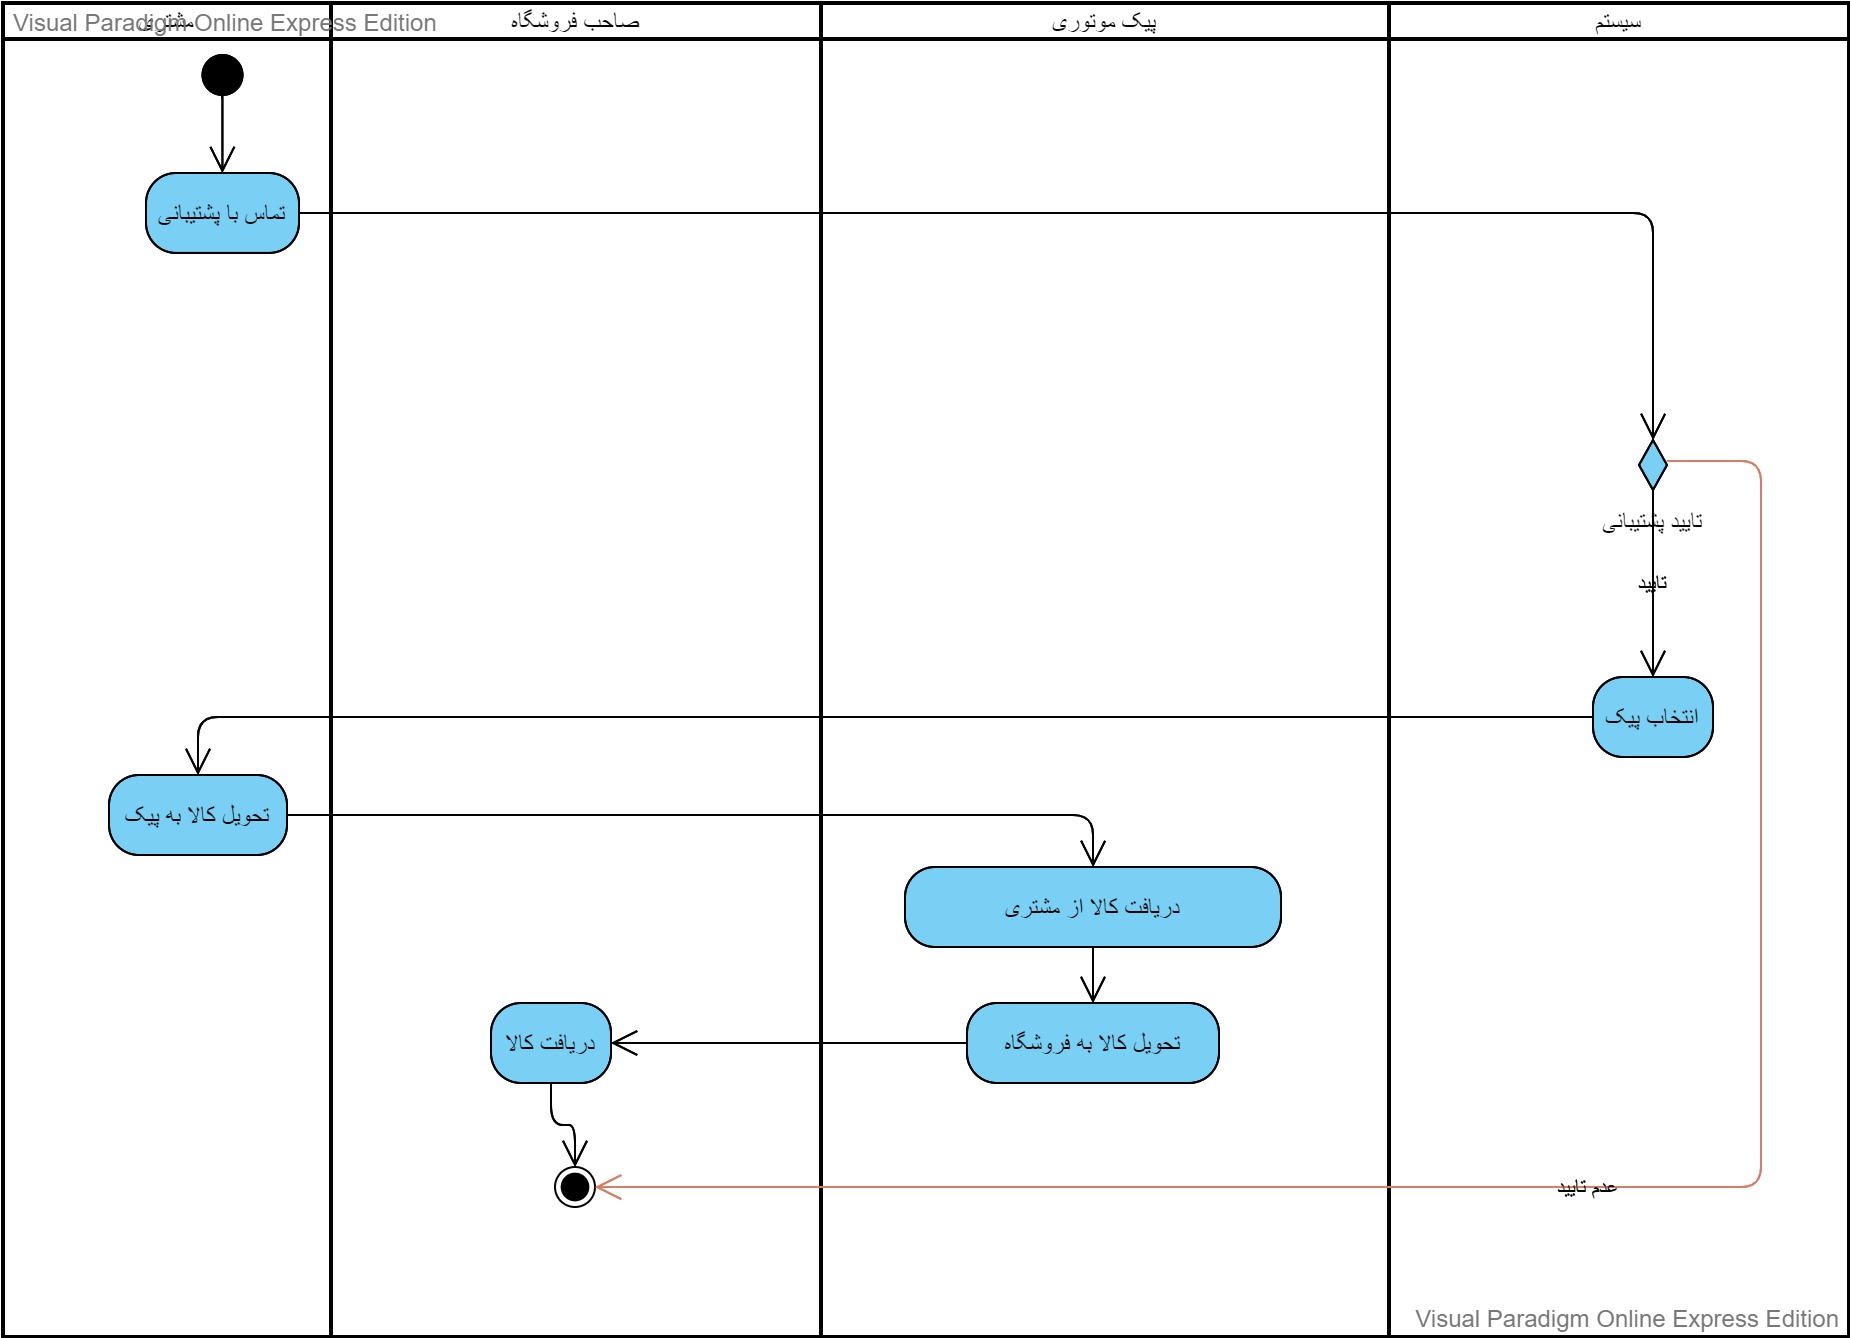 Visual Paradigm Online Express Edition
مشتری
صاحب فروشگاه
پیک موتوری
سیستم
تماس با پشتیبانی
تایید پشتیبانی
تایید
انتخاب پیک
تحویل کالا به پیک
دریافت کالا از مشتری
تحویل کالا به فروشگاه
دریافت کالا
عدم تایید
Visual Paradigm Online Express Edition